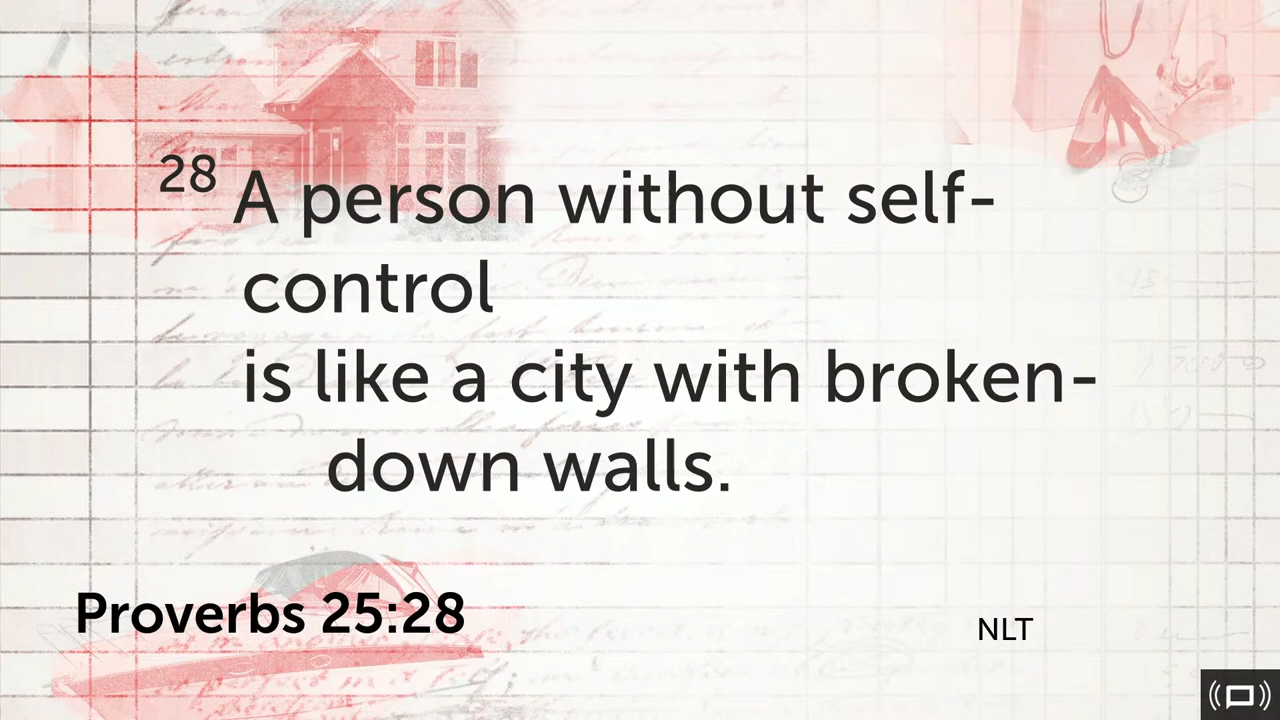 28 A person without self-
control
is like a city with broken-
down walls.
Proverbs 25:28
NLT